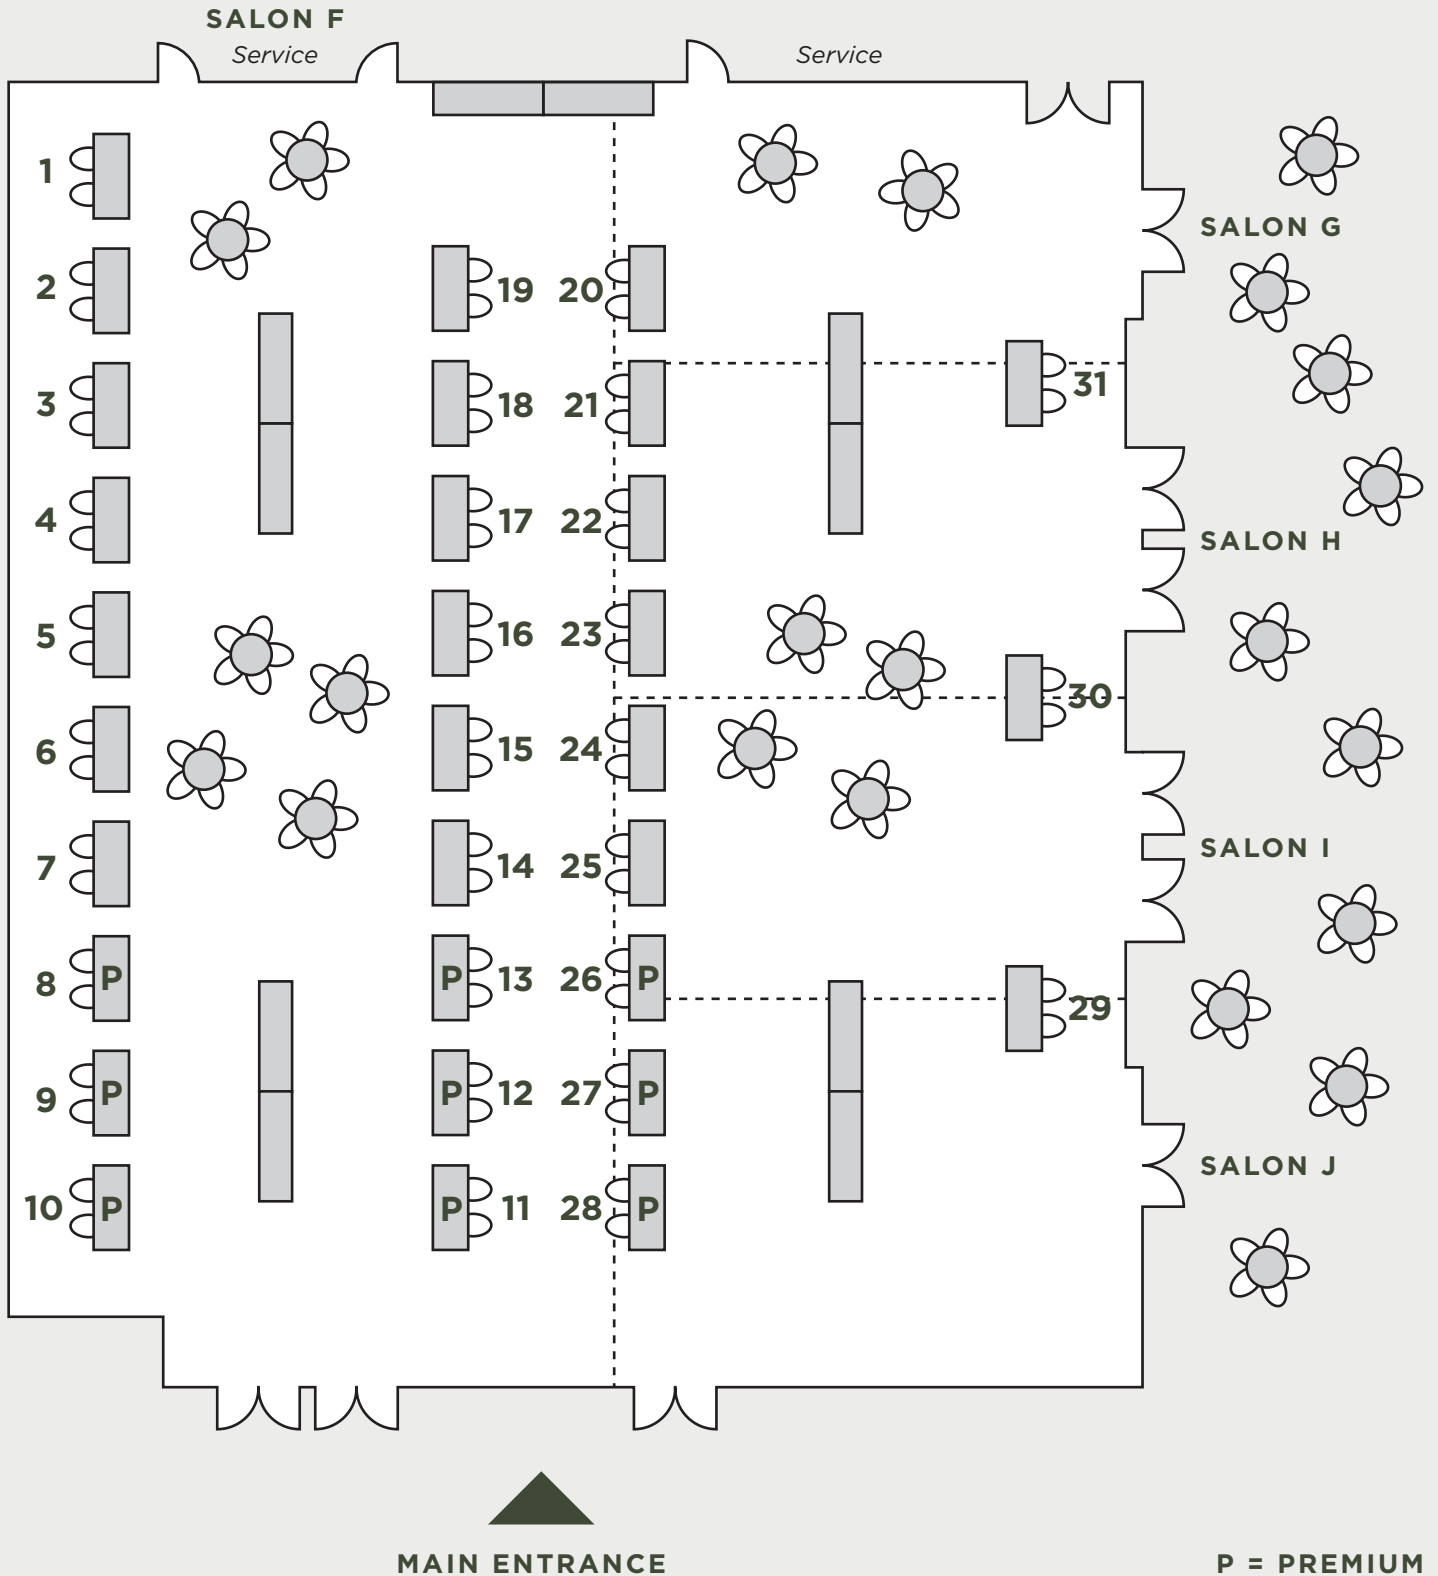 SALON F
Service
Service
1
SALON G
2
19 20
31
3
18 21
4
17 22
SALON H
5
16 23
30
6
15 24
SALON I
7
14 25
8 P
P 13 26 P
29
9 P
P 12 27 P
SALON J
10 P
P 11 28 P
MAIN ENTRANCE
P = PREMIUM